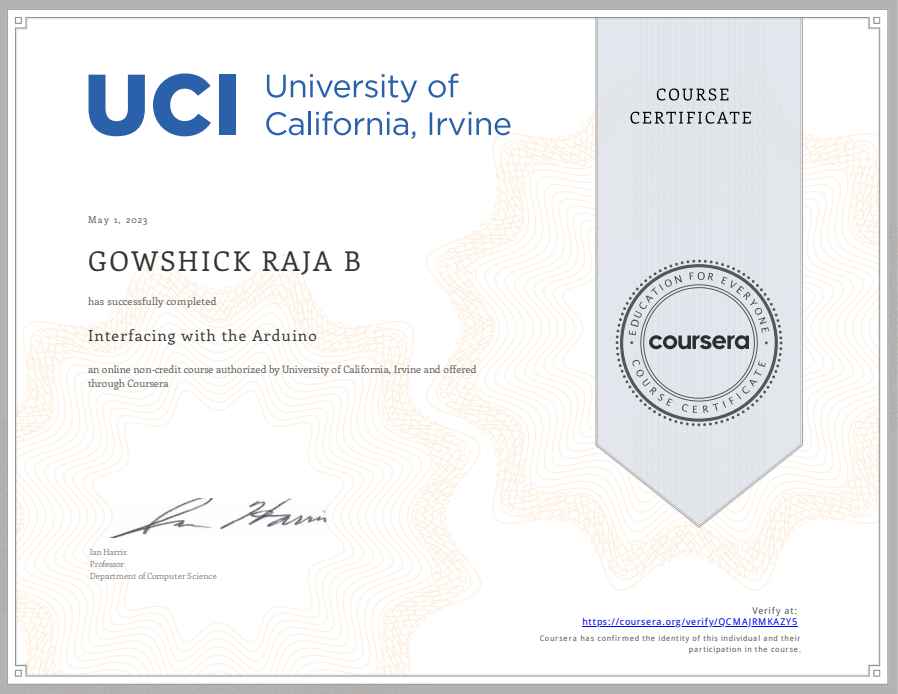 UCI University of
California, Irvine
COURSE
CERTIFICATE
May 1, 2023
GOWSHICK RAJA B
has successfully completed
Interfacing with the Arduino
an online non-credit course authorized by University of California, Irvine and offered
through Coursera
EDUCATION FOR EVERYONE
coursera
COURSE CERTIFICATE
Ian Harris
Ian Harris
Professor
Department of Computer Science
Verify at:
https://coursera.org/verify/QCMAJRMKAZY5
Coursera has confirmed the identity of this individual and their
participation in the course.